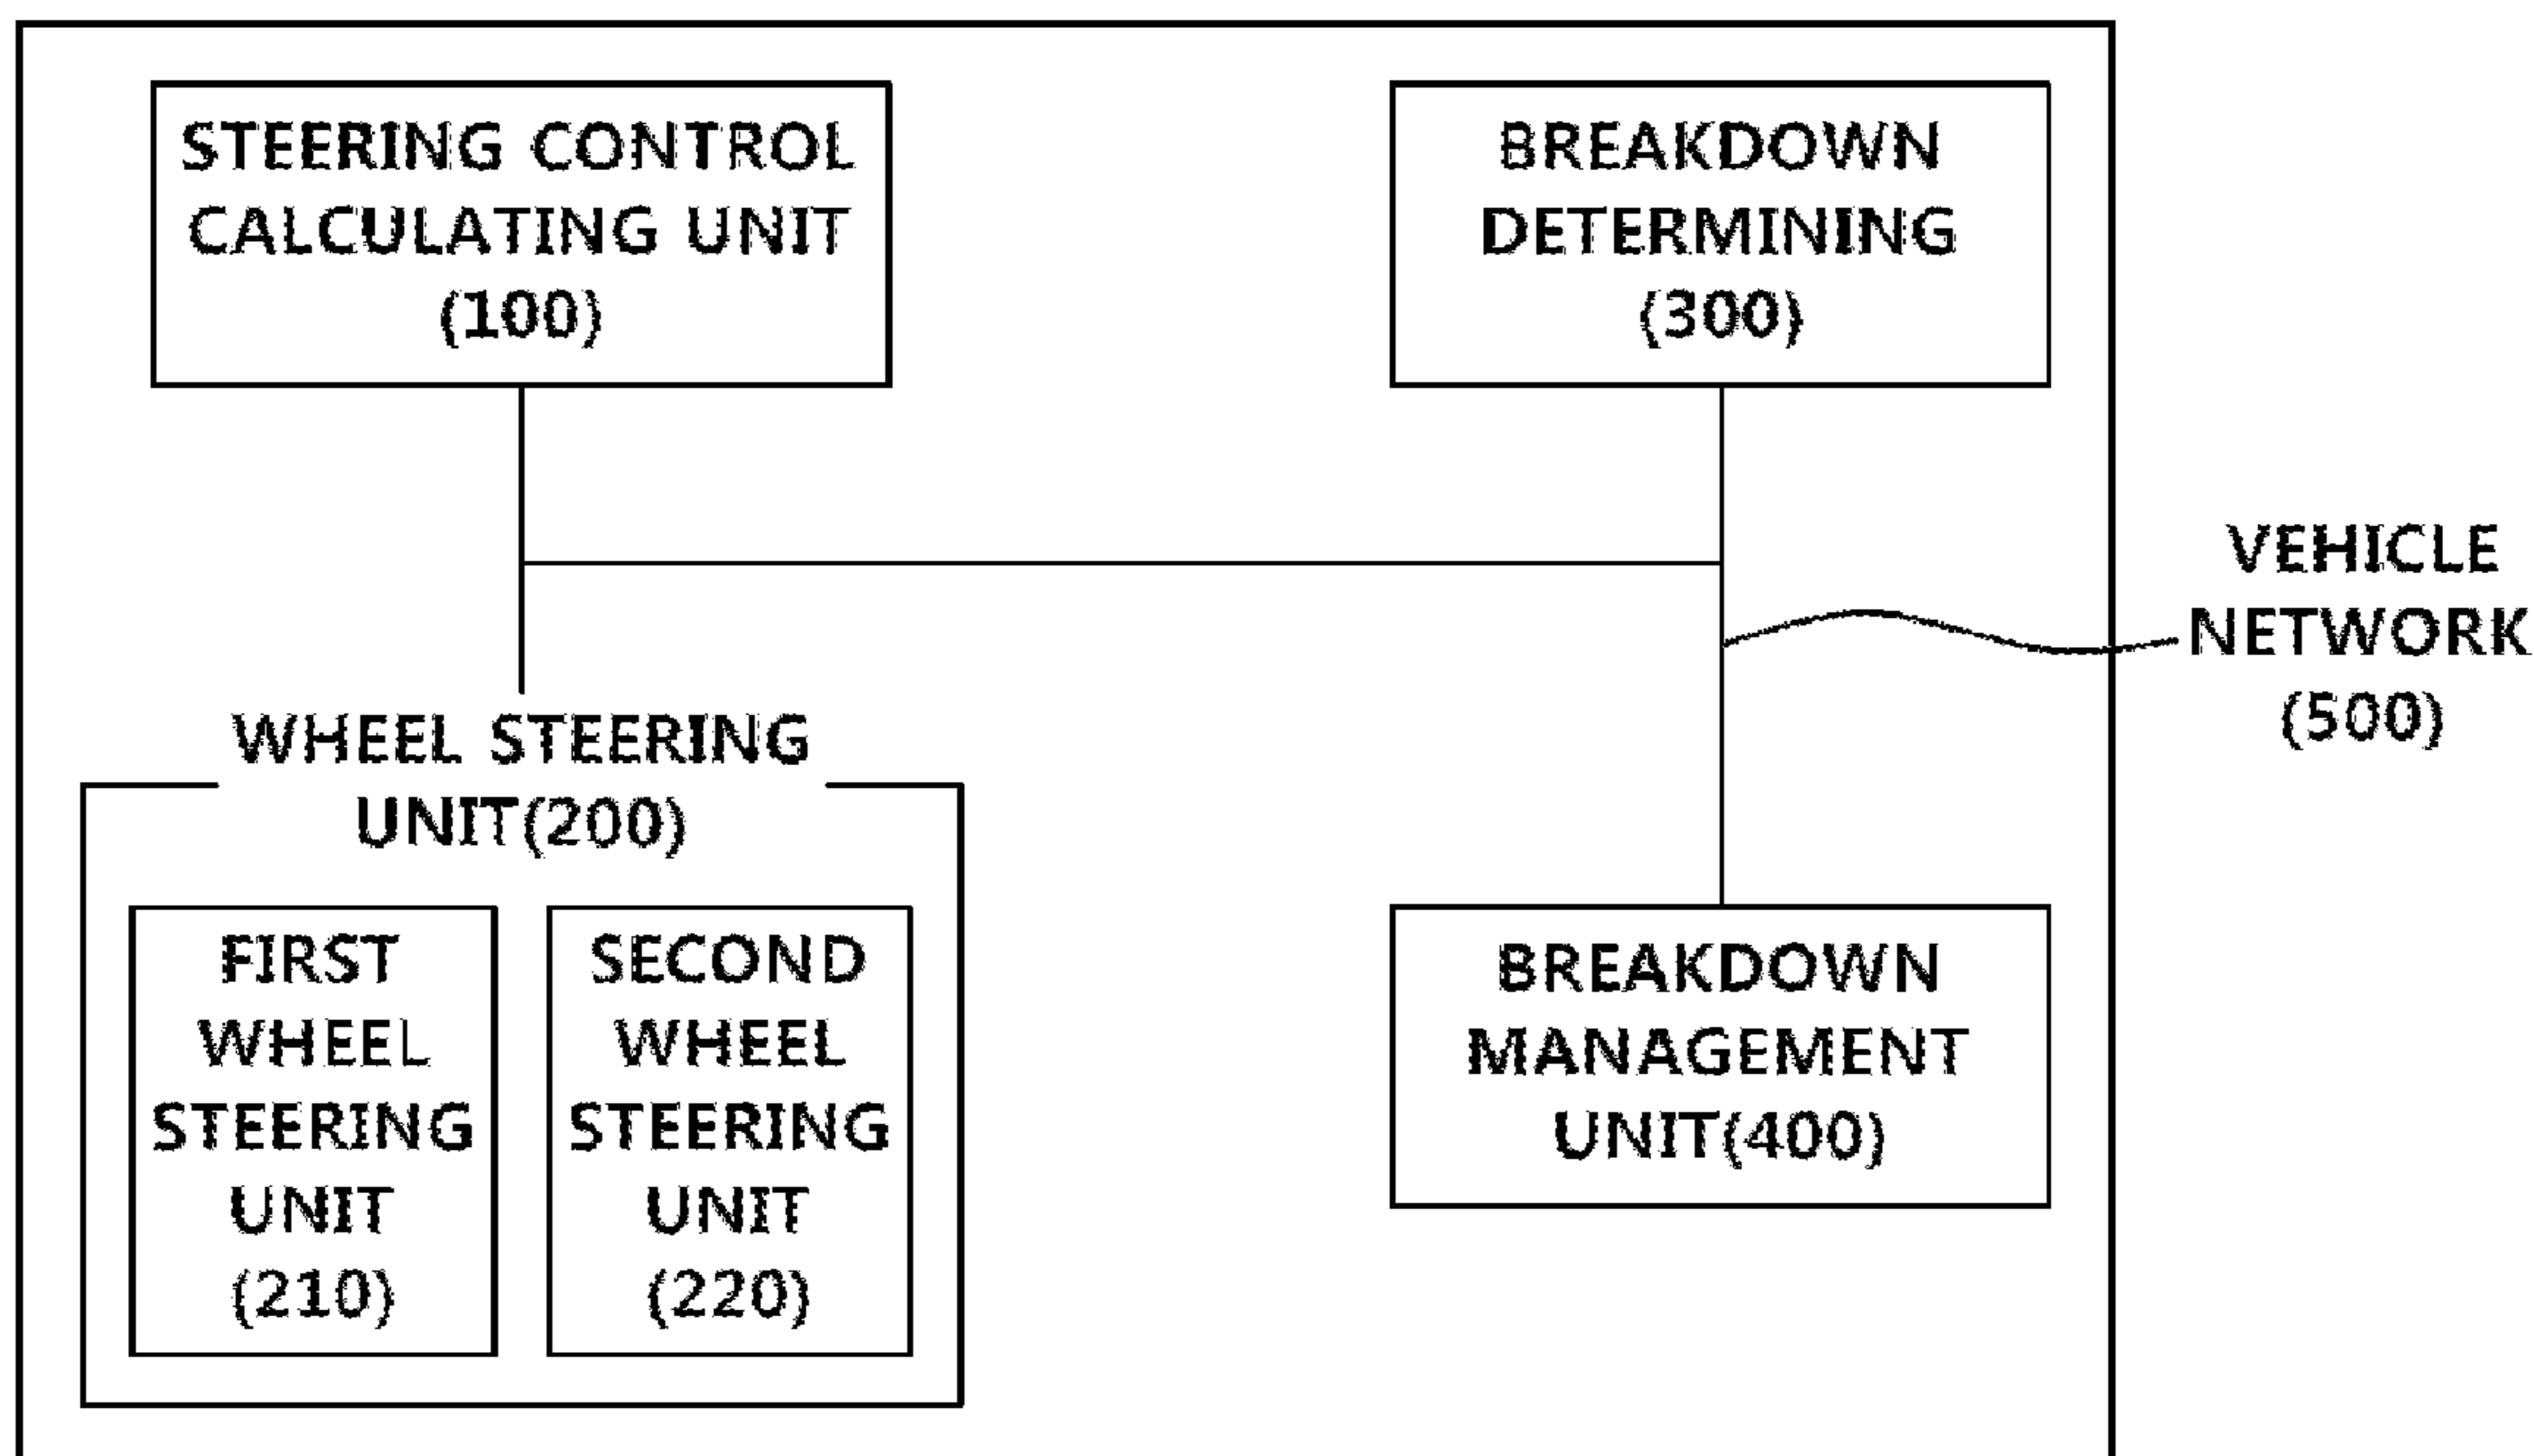 STEERING CONTROL
CALCULATING UNIT
(100)
BREAKDOWN
DETERMINING
(300)
VEHICLE
NETWORK
(500)
WHEEL STEERING
UNIT(200)
FIRST
WHEEL
STEERING
UNIT
(210)
SECOND
WHEEL
STEERING
UNIT
(220)
BREAKDOWN
MANAGEMENT
UNIT(400)